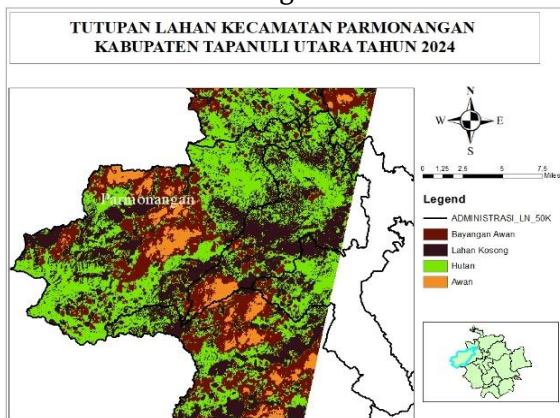 TUTUPAN LAHAN KECAMATAN PARMONANGAN
KABUPATEN TAPANULI UTARA TAHUN 2024
Parmonangan
N
W E
S
0 1,25 2,5 5 7,5
Miles
Legend
ADMINISTRASI_LN_50K
Bayangan Awan
Lahan Kosong
Hutan
Awan